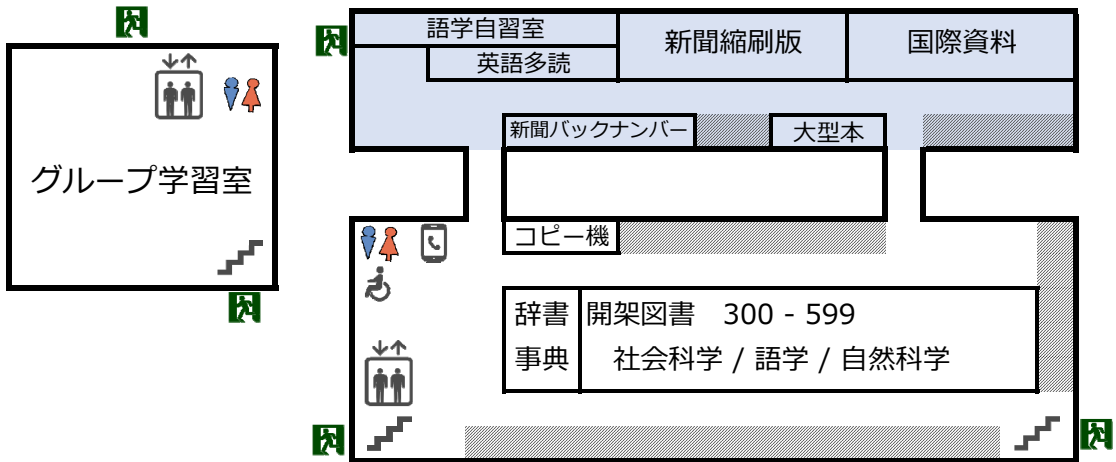 グループ学習室
語学自習室
英語多読
新聞縮刷版
国際資料
新聞バックナンバー
大型本
コピー機
辞書
事典
開架図書 300 - 599
社会科学 / 語学 / 自然科学